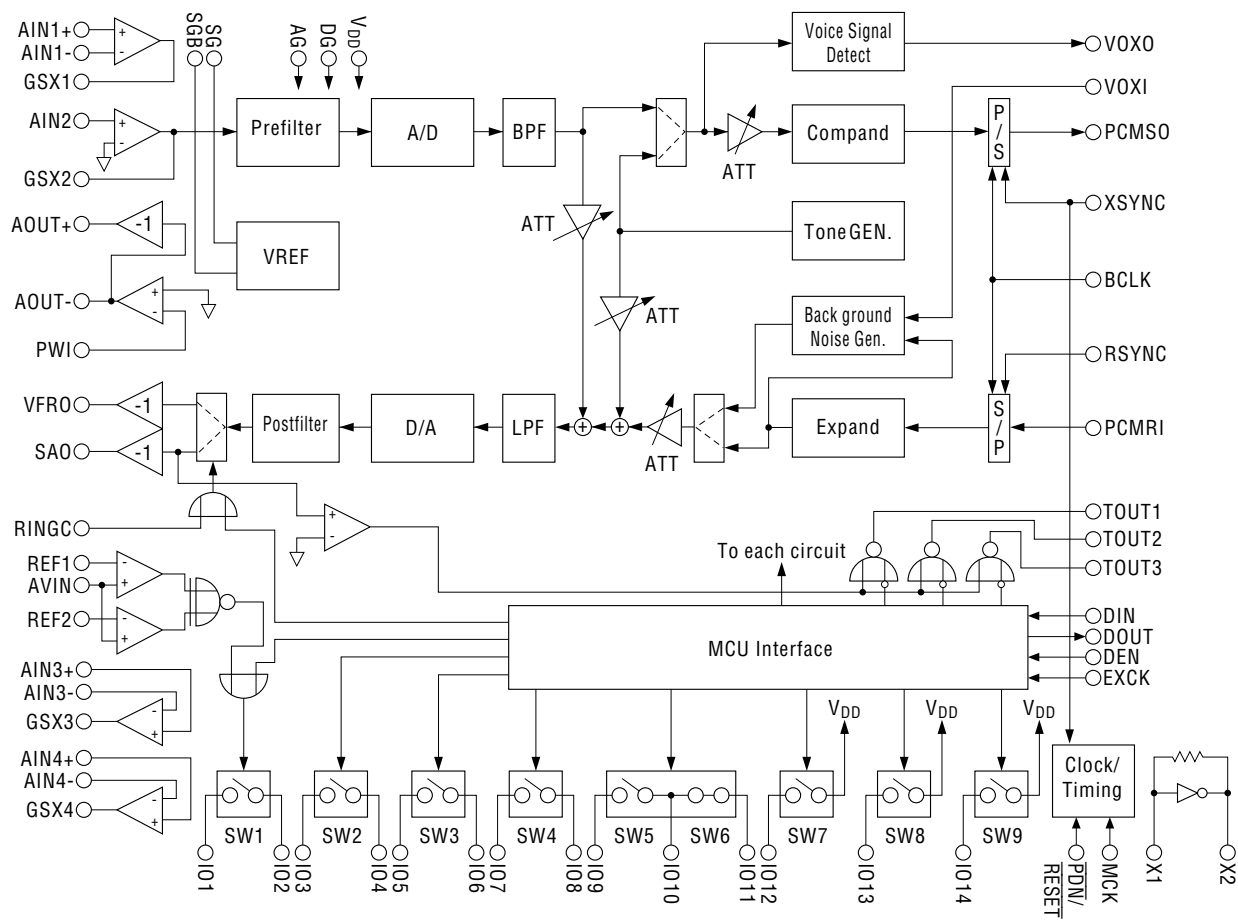 SGB
SG
AG
DG
VDD
AIN1+
AIN1-
GSX1
AIN2
GSX2
+
-
+
-
Prefilter
A/D
BPF
Voice Signal
Detect
VOXO
VOXI
ATT
Compand
P/S
PCMSO
XSYNC
AOUT+
-1
VREF
ATT
Tone GEN.
BCLK
AOUT-
+
-
PWI
ATT
Back ground
Noise Gen.
RSYNC
VFRO
-1
Postfilter
D/A
LPF
+
+
ATT
Expand
S/P
PCMRI
SAO
-1
RINGC
+
-
TOUT1
TOUT2
TOUT3
To each circuit
REF1
AVIN
REF2
-
+
-
+
MCU Interface
DIN
DOUT
DEN
EXCK
AIN3+
AIN3-
GSX3
-
+
AIN4+
AIN4-
GSX4
-
+
VDD
VDD
VDD
Clock/
Timing
SW1
SW2
SW3
SW4
SW5
SW6
SW7
SW8
SW9
IO1
IO2
IO3
IO4
IO5
IO6
IO7
IO8
IO9
IO10
IO11
IO12
IO13
IO14
PDN/
RESET
MCK
X1
X2